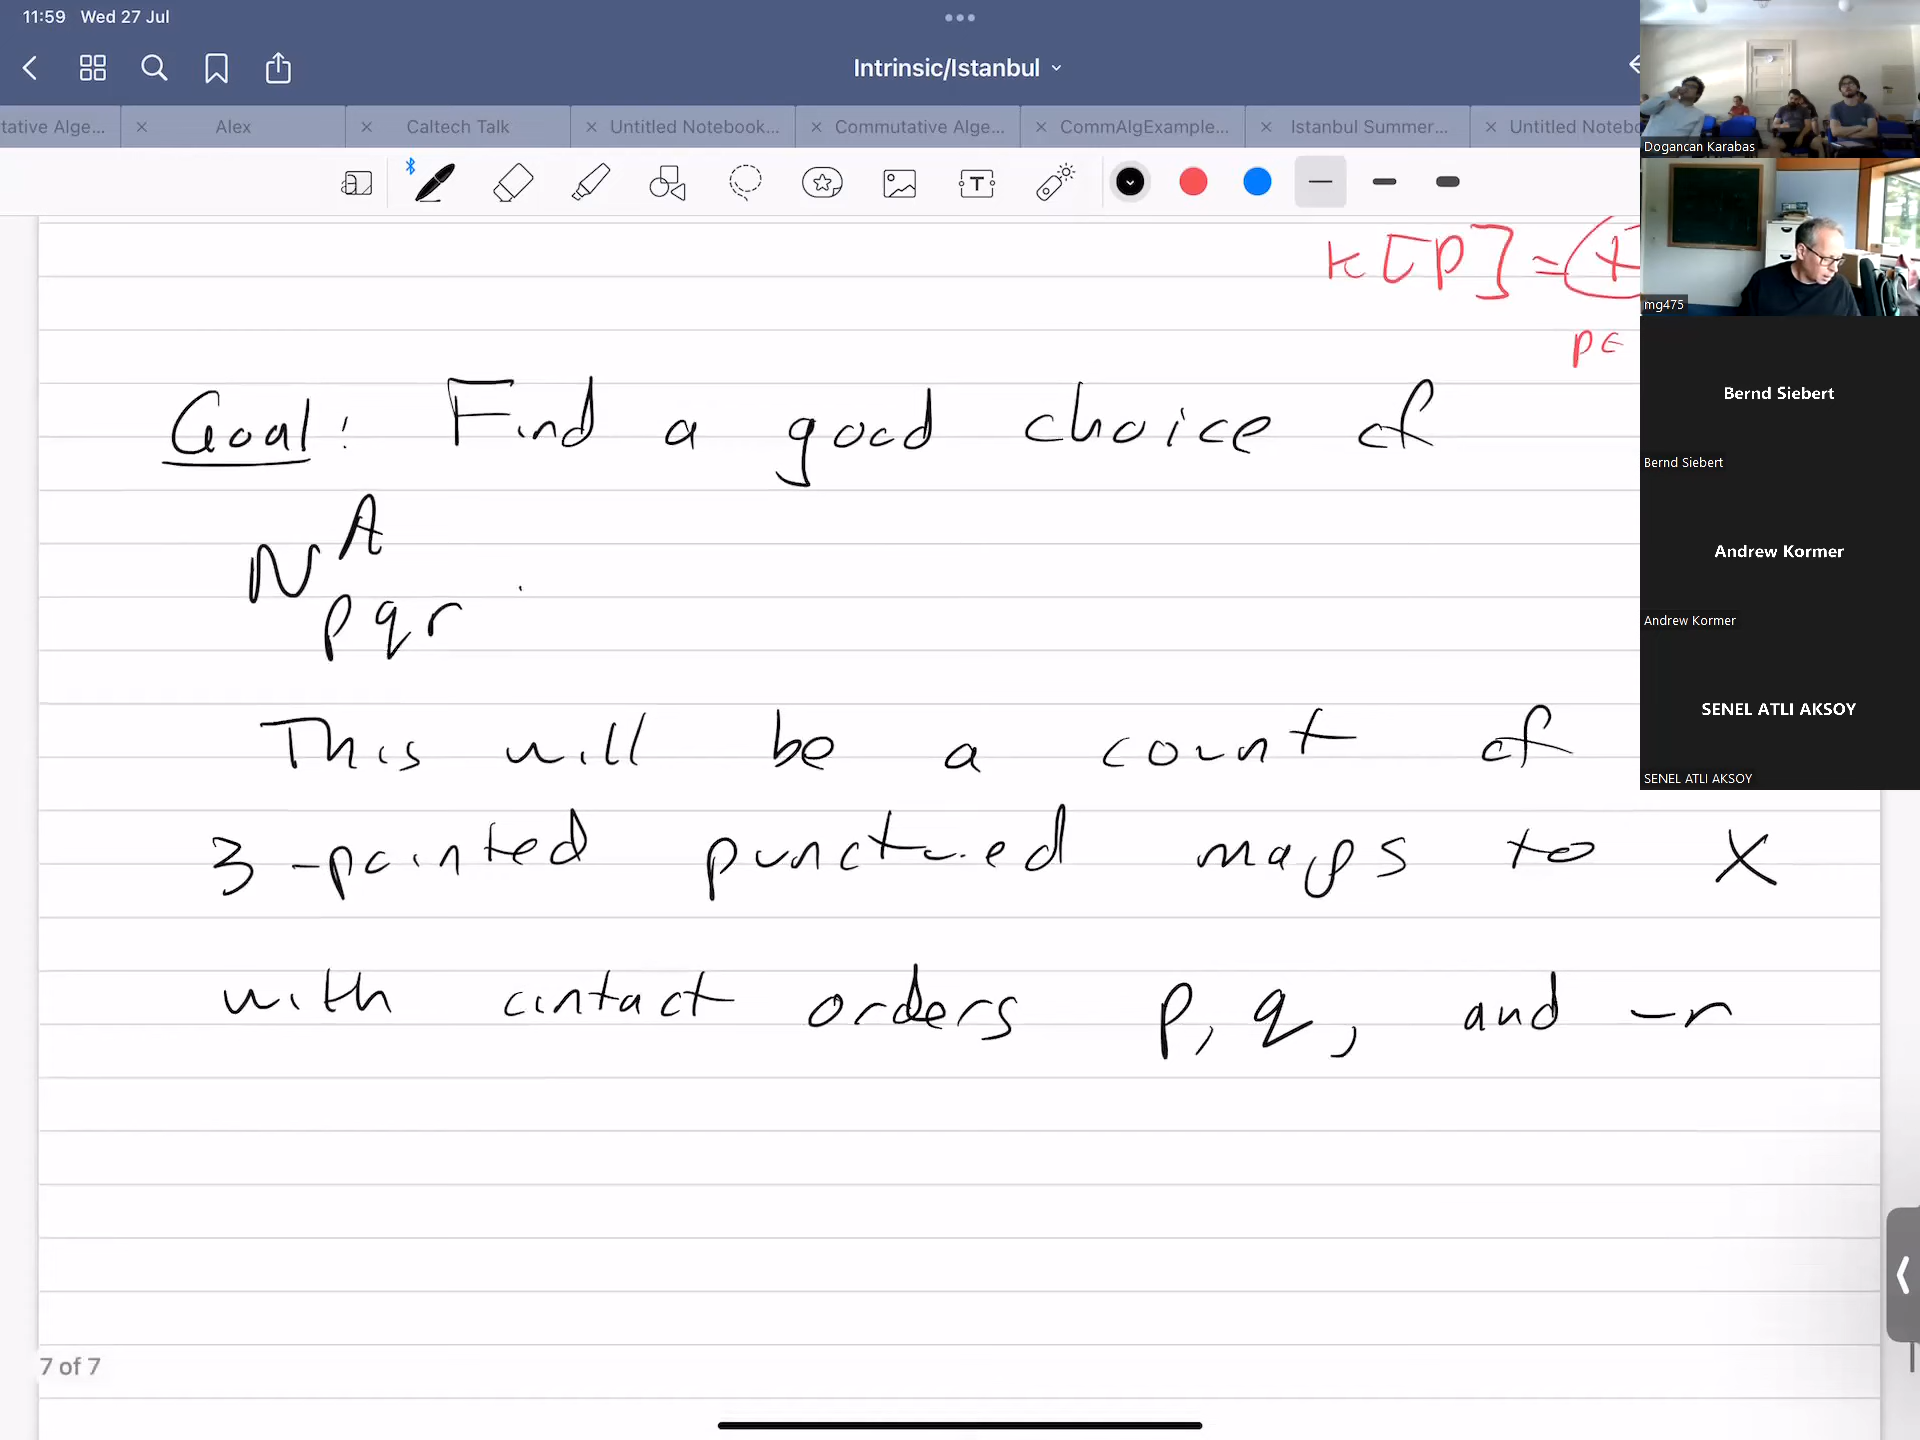 11:59 Wed 27 Jul
Intrinsic/Istanbul
tative Alge...
Alex
Caltech Talk
Untitled Notebook...
Commutative Alge...
CommAlgExample...
Istanbul Summer...
Untitled Notebo
Dogancan Karabas
mg475
Bernd Siebert
Bernd Siebert
Andrew Kormer
Andrew Kormer
SENEL ATLI AKSOY
SENEL ATLI AKSOY
k[P] = ⊕
p ∈
Goal: Find a good choice of
N^A_pqr.
This will be a count of
3-pointed punctured maps to X
with contact orders p, q, and -r
7 of 7